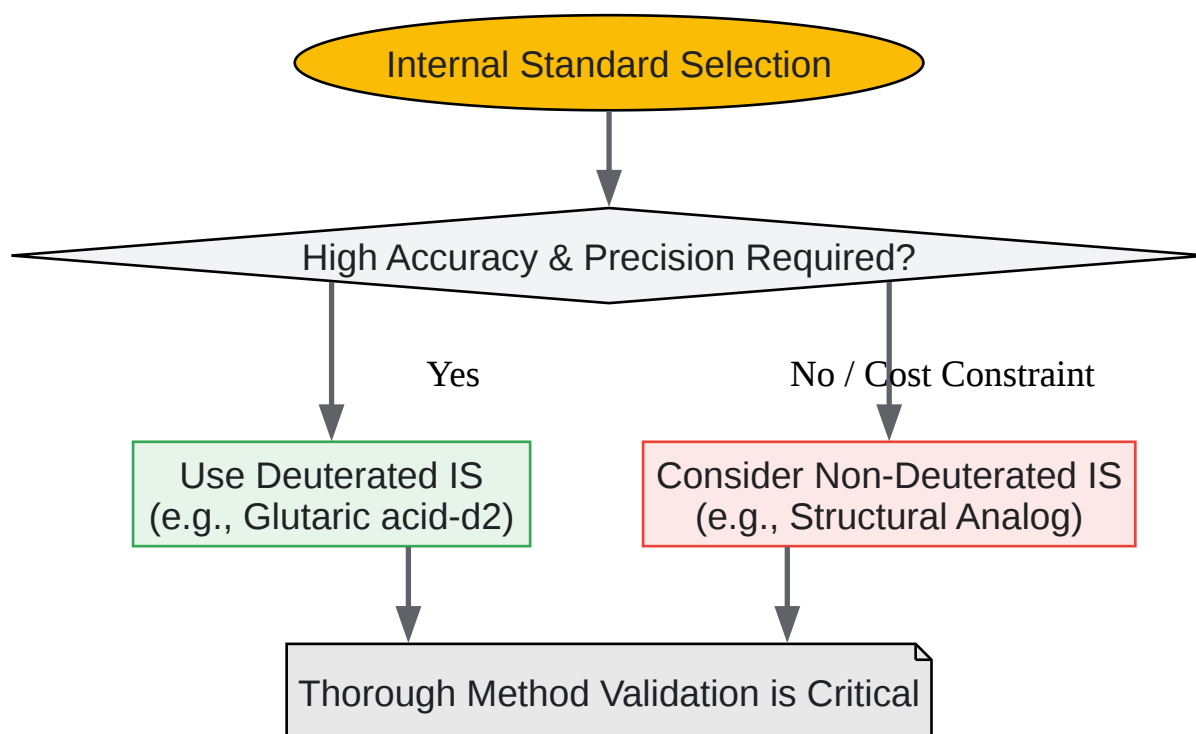 Internal Standard Selection
High Accuracy & Precision Required?
Yes
No / Cost Constraint
Use Deuterated IS
(e.g., Glutaric acid-d2)
Consider Non-Deuterated IS
(e.g., Structural Analog)
Thorough Method Validation is Critical